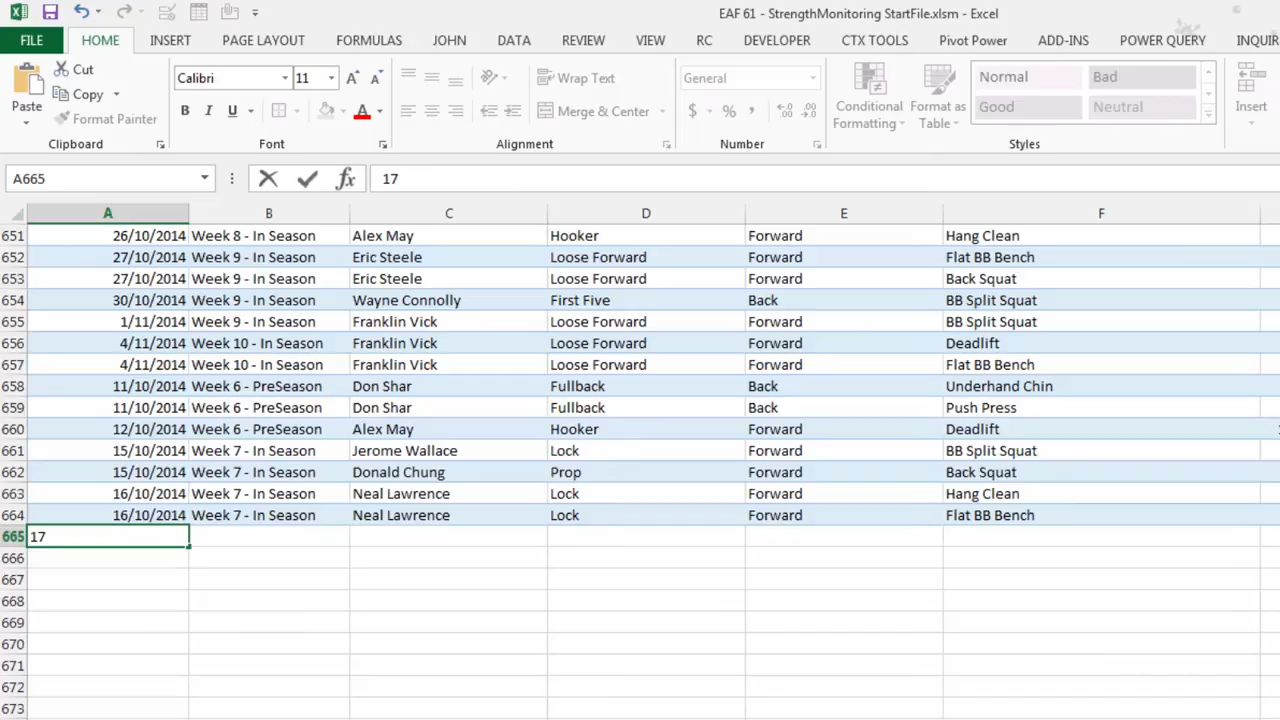 EAF 61 - StrengthMonitoring StartFile.xlsm - Excel
FILE HOME INSERT PAGE LAYOUT FORMULAS JOHN DATA REVIEW VIEW RC DEVELOPER CTX TOOLS Pivot Power ADD-INS POWER QUERY INQUIR
Paste
Cut
Copy
Format Painter
Clipboard
Calibri 11
B I U
Font
Wrap Text
Merge & Center
Alignment
General
$ % ,
Number
Conditional Formatting
Format as Table
Normal Bad
Good Neutral
Styles
Insert
A665 fx 17
A B C D E F
651 26/10/2014 Week 8 - In Season Alex May Hooker Forward Hang Clean
652 27/10/2014 Week 9 - In Season Eric Steele Loose Forward Forward Flat BB Bench
653 27/10/2014 Week 9 - In Season Eric Steele Loose Forward Forward Back Squat
654 30/10/2014 Week 9 - In Season Wayne Connolly First Five Back BB Split Squat
655 1/11/2014 Week 9 - In Season Franklin Vick Loose Forward Forward BB Split Squat
656 4/11/2014 Week 10 - In Season Franklin Vick Loose Forward Forward Deadlift
657 4/11/2014 Week 10 - In Season Franklin Vick Loose Forward Forward Flat BB Bench
658 11/10/2014 Week 6 - PreSeason Don Shar Fullback Back Underhand Chin
659 11/10/2014 Week 6 - PreSeason Don Shar Fullback Back Push Press
660 12/10/2014 Week 6 - PreSeason Alex May Hooker Forward Deadlift
661 15/10/2014 Week 7 - In Season Jerome Wallace Lock Forward BB Split Squat
662 15/10/2014 Week 7 - In Season Donald Chung Prop Forward Back Squat
663 16/10/2014 Week 7 - In Season Neal Lawrence Lock Forward Hang Clean
664 16/10/2014 Week 7 - In Season Neal Lawrence Lock Forward Flat BB Bench
665 17
666
667
668
669
670
671
672
673